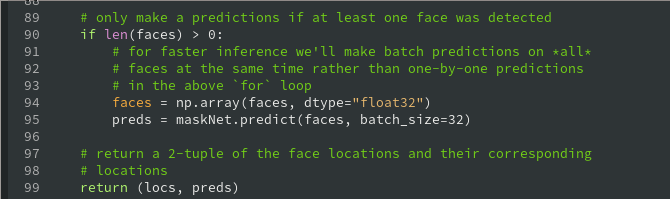 89 # only make a predictions if at least one face was detected
90 if len(faces) > 0:
91 # for faster inference we'll make batch predictions on *all*
92 # faces at the same time rather than one-by-one predictions
93 # in the above `for` loop
94 faces = np.array(faces, dtype="float32")
95 preds = maskNet.predict(faces, batch_size=32)
96
97 # return a 2-tuple of the face locations and their corresponding
98 # locations
99 return (locs, preds)